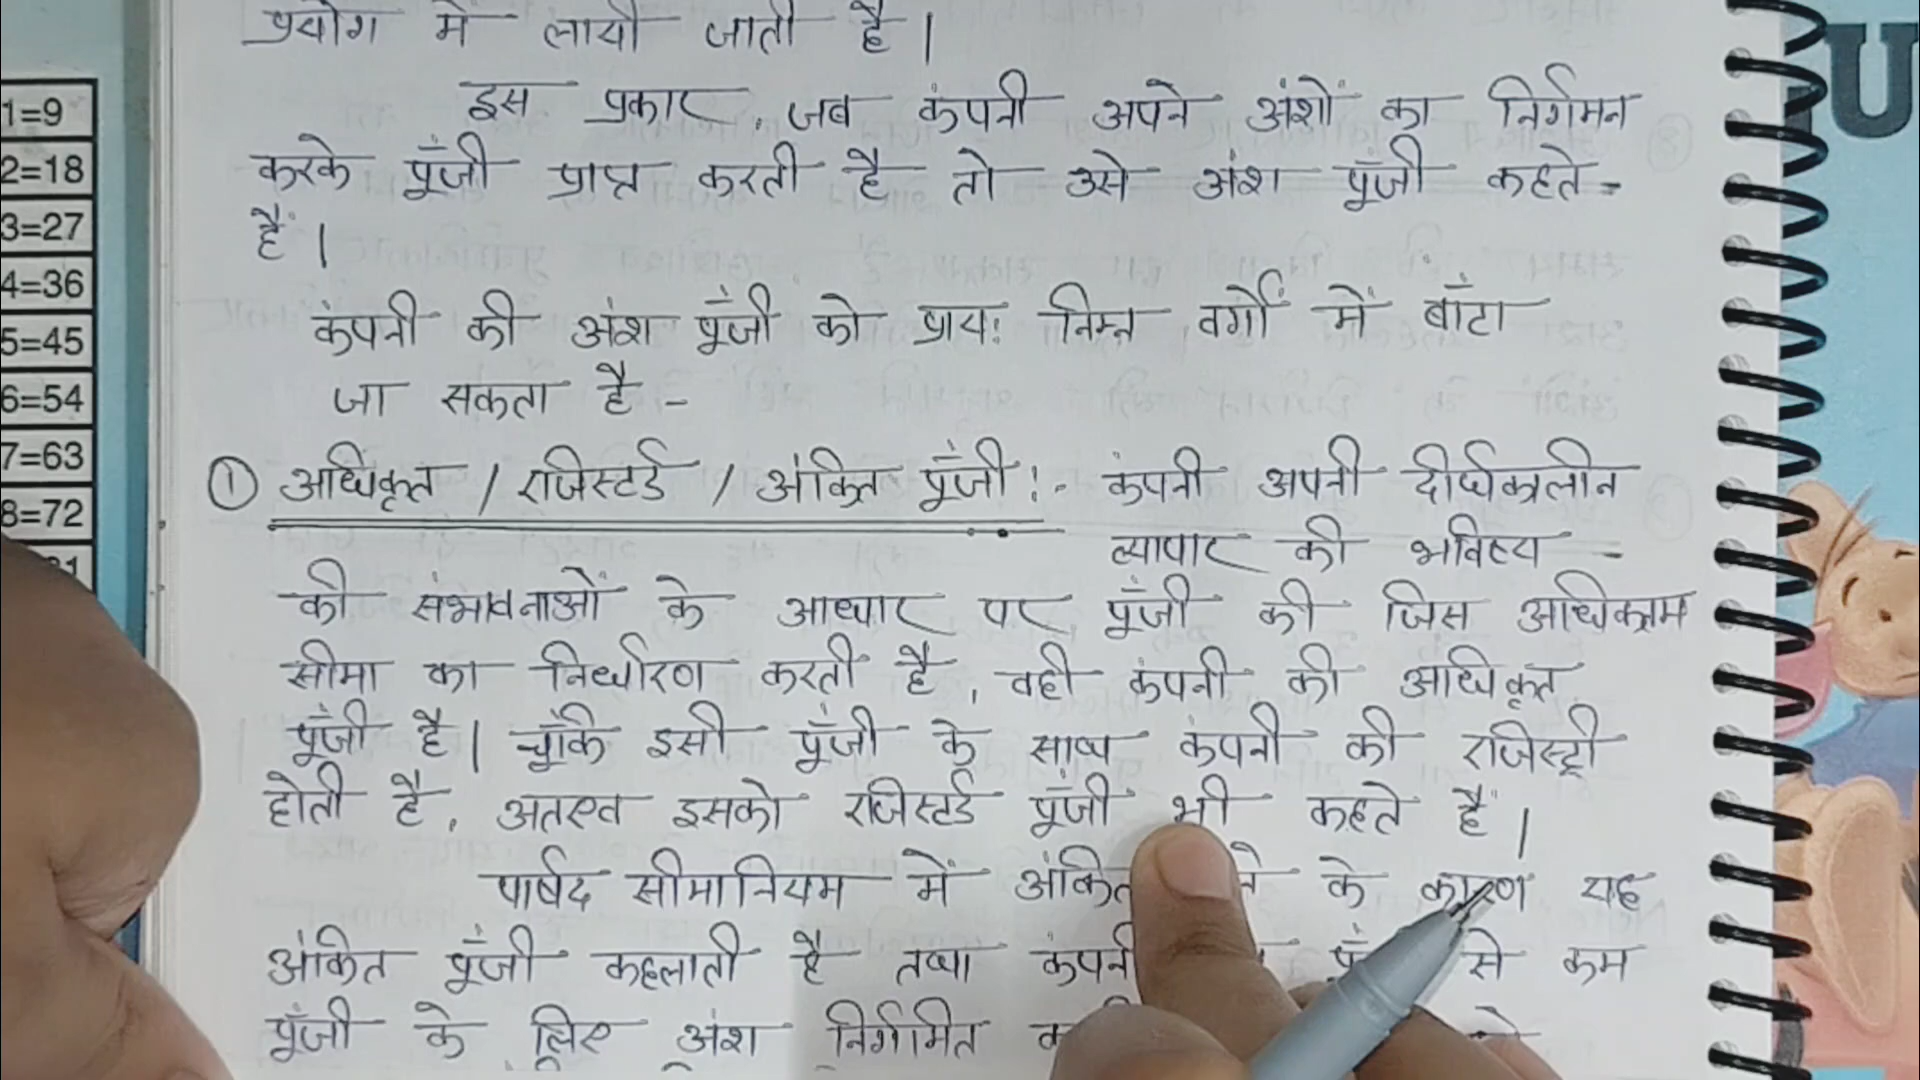 प्रयोग में लायी जाती है।
इस प्रकार, जब कंपनी अपने अंशों का निर्गमन
करके पूँजी प्राप्त करती है तो उसे अंश पूंजी कहते -
हैं।
कंपनी की अंश पूँजी को प्रायः निम्न वर्गों में बाँटा
जा सकता है -
① अधिकृत / रजिस्टर्ड / अंकित पूँजी :- कंपनी अपनी दीर्घकालीन
व्यापार की भविष्य -
की संभावनाओं के आधार पर पूँजी की जिस अधिकतम
सीमा का निर्धारण करती है, वही कंपनी की अधिकृत
पूँजी है। चूँकि इसी पूँजी के साथ कंपनी की रजिस्ट्री
होती है, अतएव इसको रजिस्टर्ड पूँजी भी कहते हैं।
पार्षद सीमानियम में अंकित के कारण यह
अंकित पूँजी कहलाती है तथा कंपनी से कम
पूँजी के लिए अंश निर्गमित
1=9
2=18
3=27
4=36
5=45
6=54
7=63
8=72
U